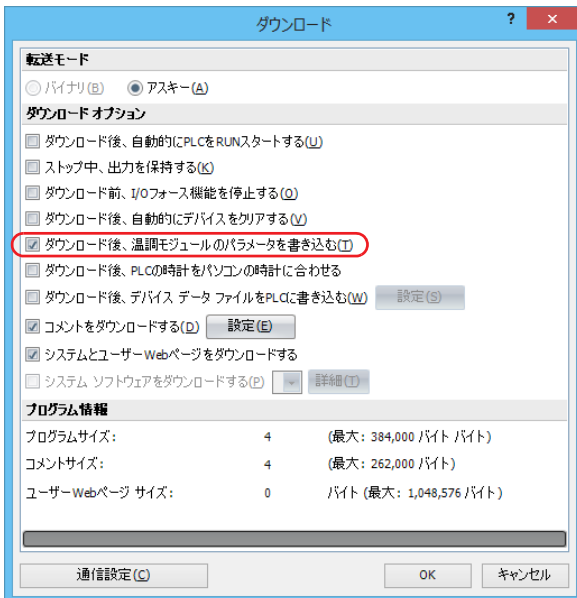 ダウンロード ? ×
転送モード
バイナリ(B) アスキー(A)
ダウンロード オプション
ダウンロード後、自動的にPLCをRUNスタートする(U)
ストップ中、出力を保持する(K)
ダウンロード前、I/Oフォース機能を停止する(O)
ダウンロード後、自動的にデバイスをクリアする(V)
ダウンロード後、温調モジュールのパラメータを書き込む(T)
ダウンロード後、PLCの時計をパソコンの時計に合わせる
ダウンロード後、デバイス データ ファイルをPLCに書き込む(W) 設定(S)
コメントをダウンロードする(D) 設定(E)
システムとユーザーWebページをダウンロードする
システム ソフトウェアをダウンロードする(P) 詳細(T)
プログラム情報
プログラムサイズ: 4 (最大: 384,000 バイト バイト)
コメントサイズ: 4 (最大: 262,000 バイト)
ユーザーWebページ サイズ: 0 バイト (最大: 1,048,576 バイト)
通信設定(C) OK キャンセル